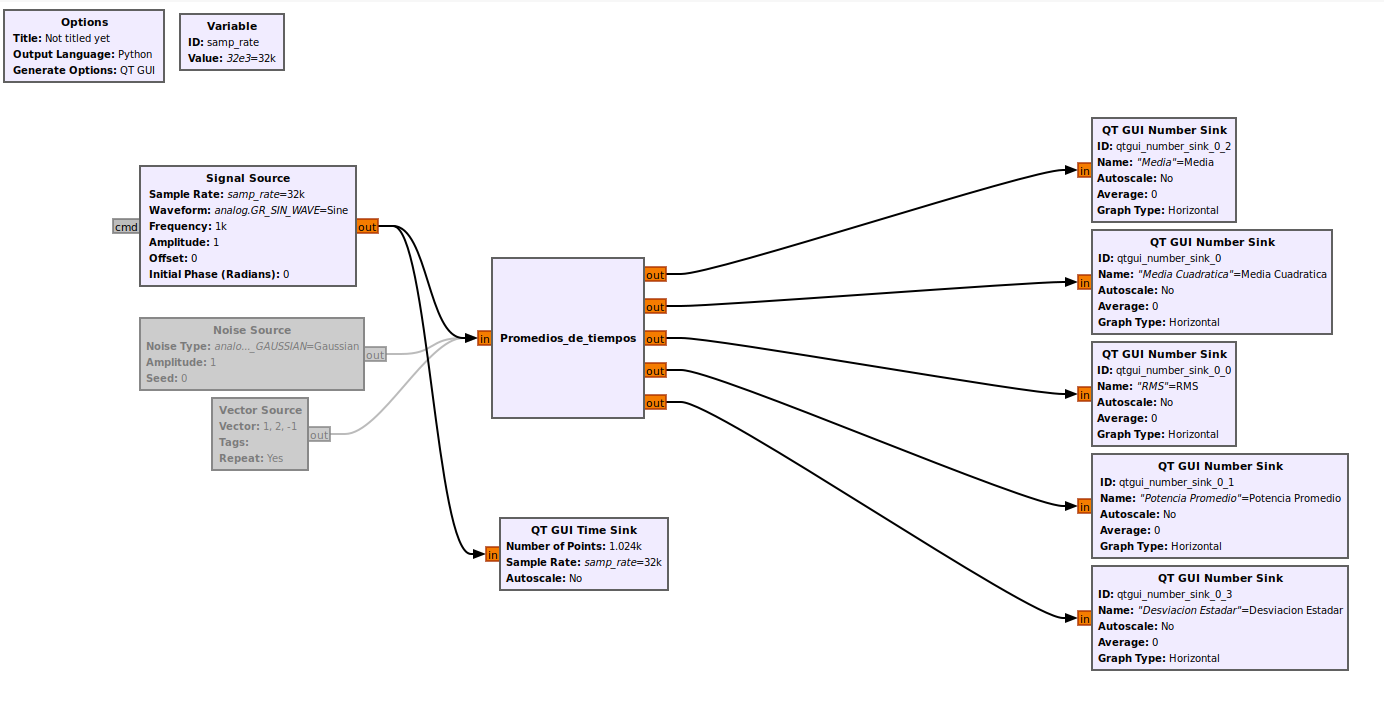 Options
Title: Not titled yet
Output Language: Python
Generate Options: QT GUI
Variable
ID: samp_rate
Value: 32e3=32k
Signal Source
Sample Rate: samp_rate=32k
Waveform: analog.GR_SIN_WAVE=Sine
Frequency: 1k
Amplitude: 1
Offset: 0
Initial Phase (Radians): 0
cmd
out
Noise Source
Noise Type: analo..._GAUSSIAN=Gaussian
Amplitude: 1
Seed: 0
out
Vector Source
Vector: 1, 2, -1
Tags:
Repeat: Yes
out
in
Promedios_de_tiempos
out
out
out
out
out
in
QT GUI Time Sink
Number of Points: 1.024k
Sample Rate: samp_rate=32k
Autoscale: No
in
QT GUI Number Sink
ID: qtgui_number_sink_0_2
Name: "Media"=Media
Autoscale: No
Average: 0
Graph Type: Horizontal
in
QT GUI Number Sink
ID: qtgui_number_sink_0
Name: "Media Cuadratica"=Media Cuadratica
Autoscale: No
Average: 0
Graph Type: Horizontal
in
QT GUI Number Sink
ID: qtgui_number_sink_0_0
Name: "RMS"=RMS
Autoscale: No
Average: 0
Graph Type: Horizontal
in
QT GUI Number Sink
ID: qtgui_number_sink_0_1
Name: "Potencia Promedio"=Potencia Promedio
Autoscale: No
Average: 0
Graph Type: Horizontal
in
QT GUI Number Sink
ID: qtgui_number_sink_0_3
Name: "Desviacion Estadar"=Desviacion Estadar
Autoscale: No
Average: 0
Graph Type: Horizontal